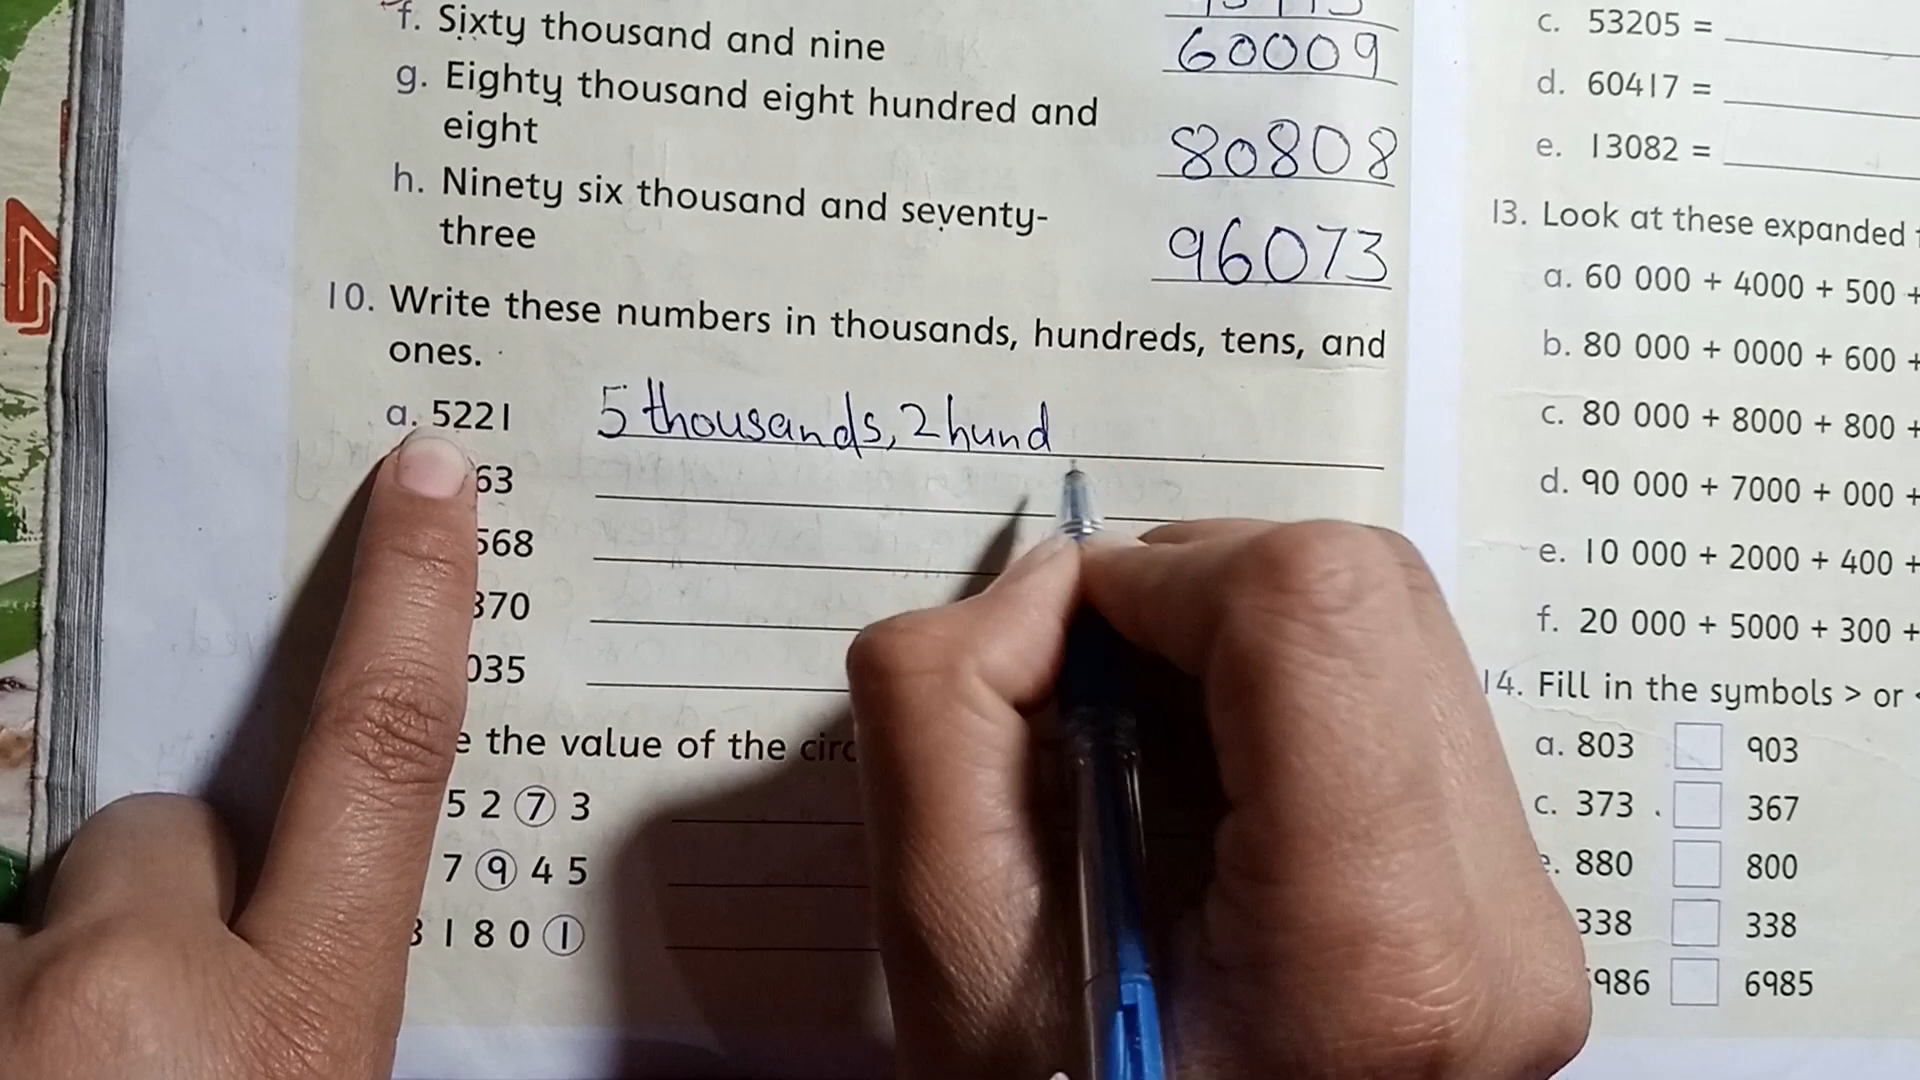 f. Sixty thousand and nine 60009
g. Eighty thousand eight hundred and
eight 80808
h. Ninety six thousand and seventy-
three 96073
10. Write these numbers in thousands, hundreds, tens, and
ones.
a. 5221 5 thousands, 2 hund
63
568
370
035
e the value of the circ
5 2 7 3
7 9 4 5
3 1 8 0 1
c. 53205 =
d. 60417 =
e. 13082 =
13. Look at these expanded
a. 60 000 + 4000 + 500 +
b. 80 000 + 0000 + 600 +
c. 80 000 + 8000 + 800 +
d. 90 000 + 7000 + 000 +
e. 10 000 + 2000 + 400 +
f. 20 000 + 5000 + 300 +
14. Fill in the symbols > or <
a. 803 903
c. 373 367
e. 880 800
338 338
986 6985